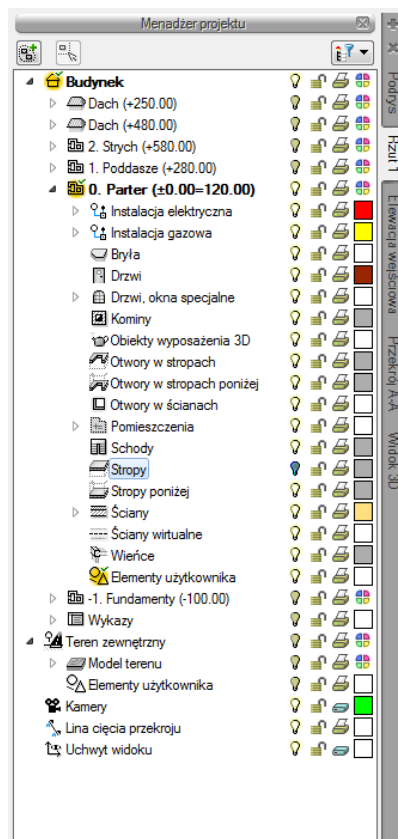 Menadżer projektu
Budynek
Dach (+250.00)
Dach (+480.00)
2. Strych (+580.00)
1. Poddasze (+280.00)
0. Parter (±0.00=120.00)
Instalacja elektryczna
Instalacja gazowa
Bryła
Drzwi
Drzwi, okna specjalne
Kominy
Obiekty wyposażenia 3D
Otwory w stropach
Otwory w stropach poniżej
Otwory w ścianach
Pomieszczenia
Schody
Stropy
Stropy poniżej
Ściany
Ściany wirtualne
Wieńce
Elementy użytkownika
-1. Fundamenty (-100.00)
Wykazy
Teren zewnętrzny
Model terenu
Elementy użytkownika
Kamery
Lina cięcia przekroju
Uchwyt widoku
Podrys
Rzut 1
Elewacja wejściowa
Przekrój A-A
Widok 3D